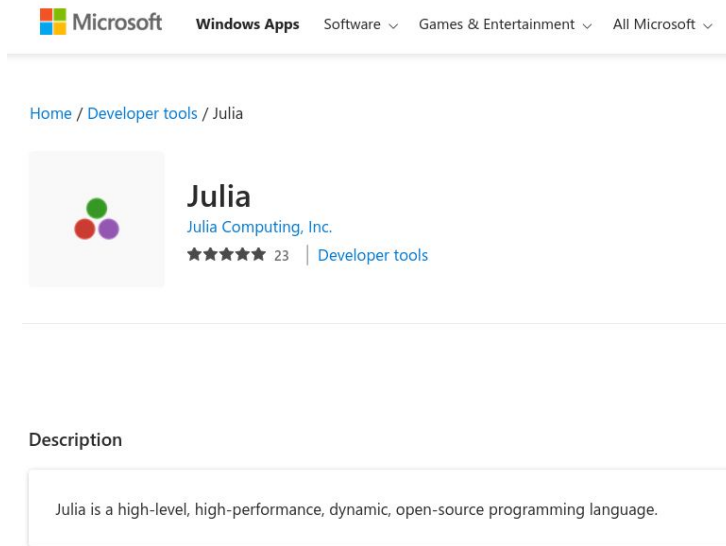 Microsoft Windows Apps Software Games & Entertainment All Microsoft
Home / Developer tools / Julia
Julia
Julia Computing, Inc.
23 Developer tools
Description
Julia is a high-level, high-performance, dynamic, open-source programming language.